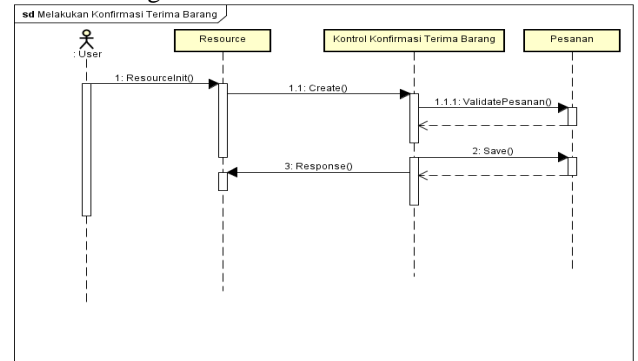 sd Melakukan Konfirmasi Terima Barang
: User
Resource
Kontrol Konfirmasi Terima Barang
Pesanan
1: ResourceInit()
1.1: Create()
1.1.1: ValidatePesanan()
2: Save()
3: Response()